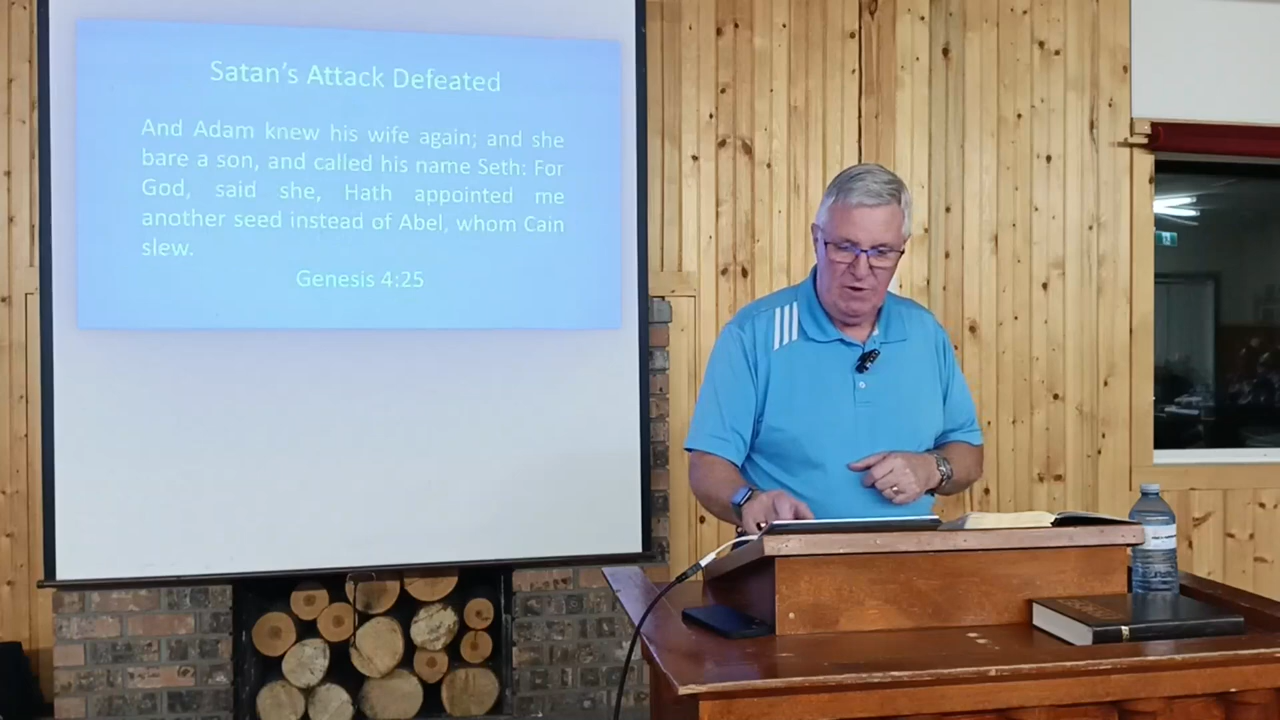 Satan's Attack Defeated
And Adam knew his wife again; and she
bare a son, and called his name Seth: For
God, said she, Hath appointed me
another seed instead of Abel, whom Cain
slew.
Genesis 4:25